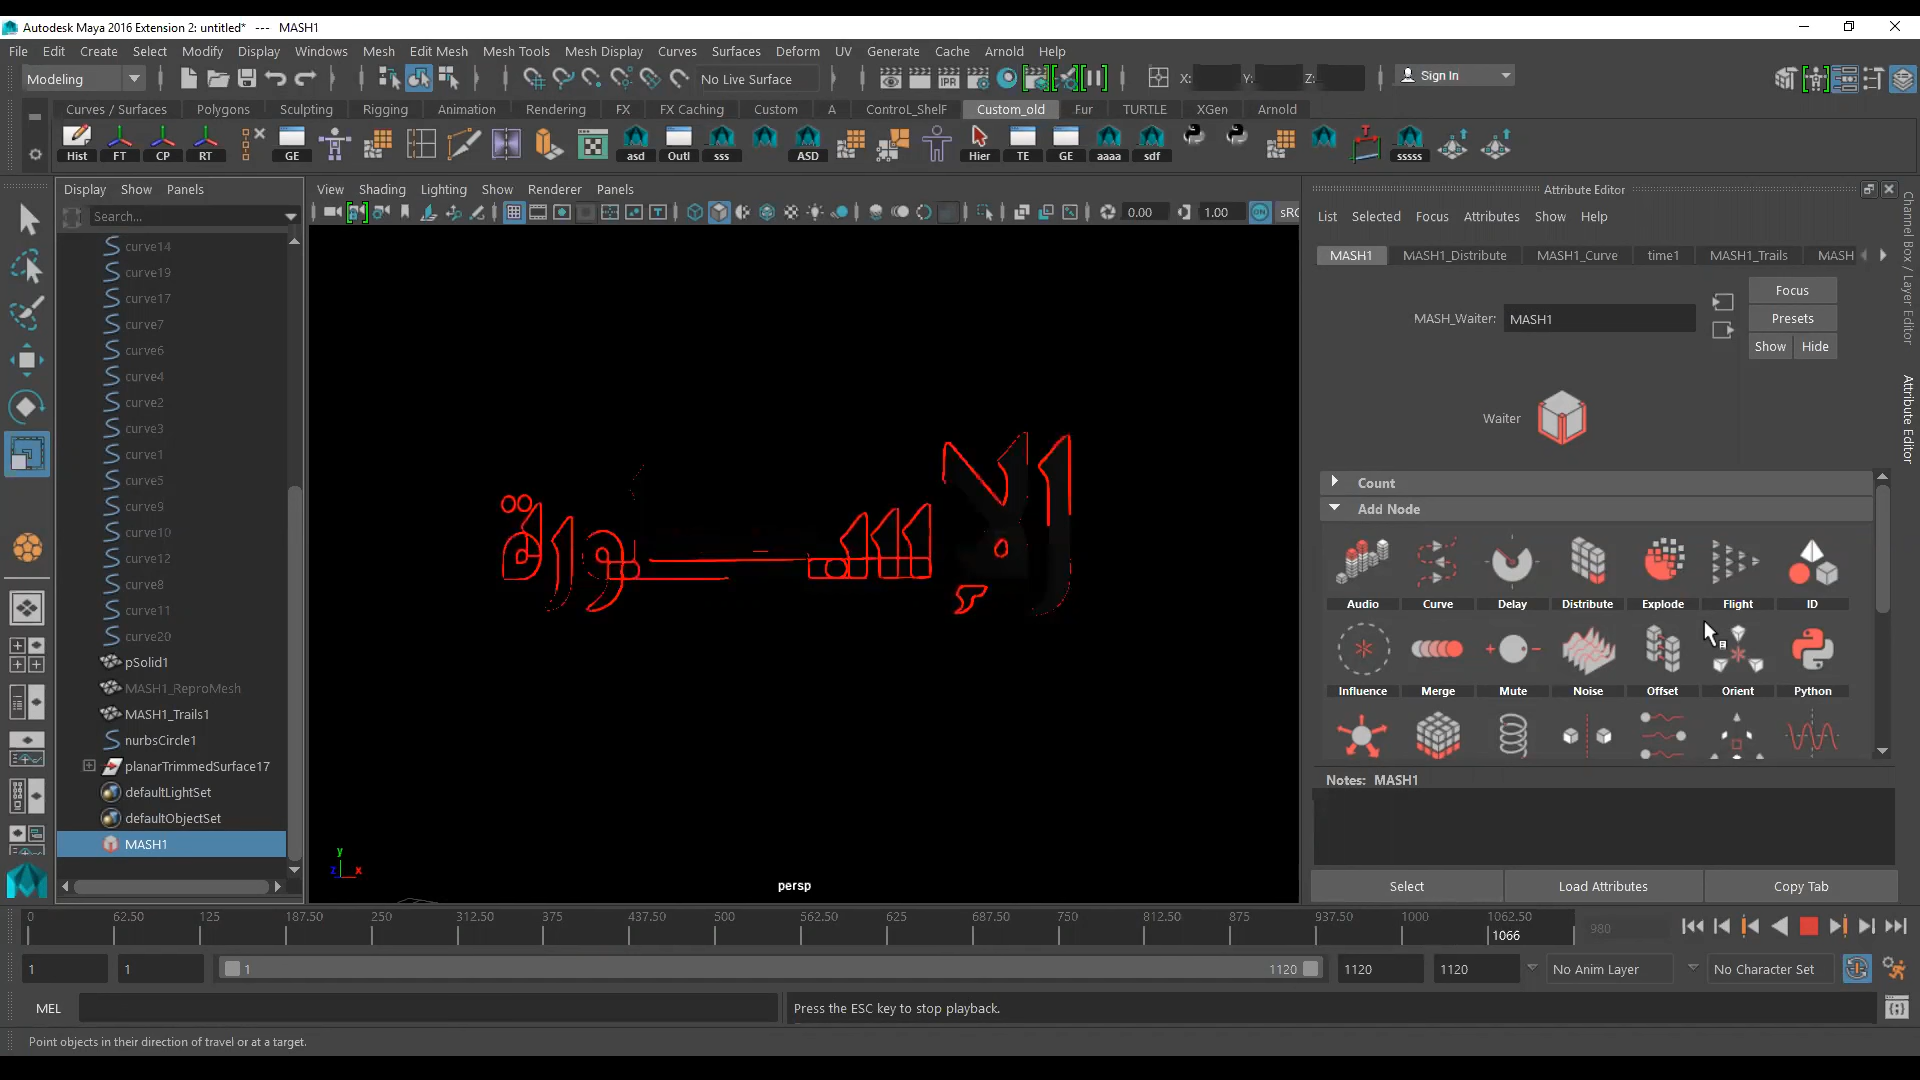 Autodesk Maya 2016 Extension 2: untitled* --- MASH1
File Edit Create Select Modify Display Windows Mesh Edit Mesh Mesh Tools Mesh Display Curves Surfaces Deform UV Generate Cache Arnold Help
Modeling No Live Surface IPR X: Y: Z: Sign In
Curves / Surfaces Polygons Sculpting Rigging Animation Rendering FX FX Caching Custom A ControL_ShelF Custom_old Fur TURTLE XGen Arnold
Hist FT CP RT GE asd Outl sss ASD Hier TE GE aaaa sdf sssss
Display Show Panels
Search...
curve14
curve19
curve17
curve7
curve6
curve4
curve2
curve3
curve1
curve5
curve9
curve10
curve12
curve8
curve11
curve20
pSolid1
MASH1_ReproMesh
MASH1_Trails1
nurbsCircle1
planarTrimmedSurface17
defaultLightSet
defaultObjectSet
MASH1
View Shading Lighting Show Renderer Panels
0.00 1.00 ON sRG
y
z x
persp
Attribute Editor
List Selected Focus Attributes Show Help
MASH1 MASH1_Distribute MASH1_Curve time1 MASH1_Trails MASH
MASH_Waiter: MASH1
Focus
Presets
Show Hide
Waiter
Count
Add Node
Audio Curve Delay Distribute Explode Flight ID
Influence Merge Mute Noise Offset Orient Python
Notes: MASH1
Select Load Attributes Copy Tab
Channel Box / Layer Editor
Attribute Editor
0 62.50 125 187.50 250 312.50 375 437.50 500 562.50 625 687.50 750 812.50 875 937.50 1000 1062.50
1066 980
1 1 1 1120 1120 1120 No Anim Layer No Character Set
MEL Press the ESC key to stop playback.
Point objects in their direction of travel or at a target.